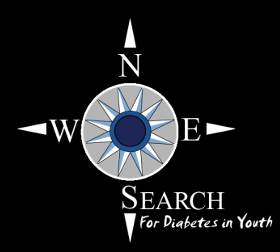 N
W E
SEARCH
For Diabetes in Youth